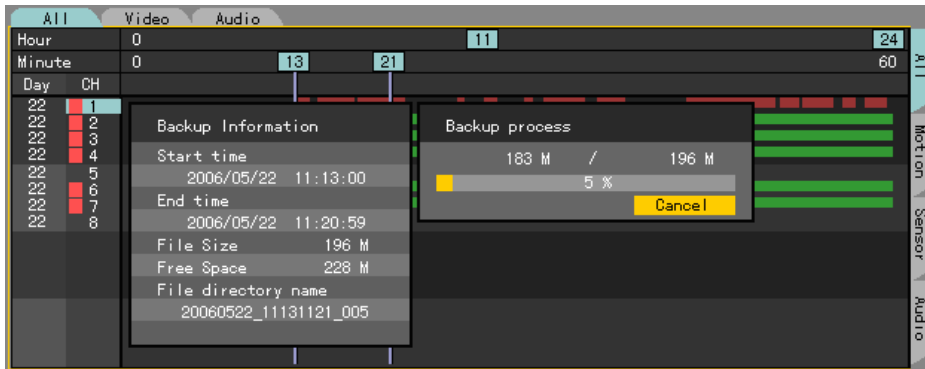 All Video Audio
Hour 0 11 24
Minute 0 13 21 60
Day CH
22 1
22 2
22 3
22 4
22 5
22 6
22 7
22 8
Backup Information
Start time
2006/05/22 11:13:00
End time
2006/05/22 11:20:59
File Size 196 M
Free Space 228 M
File directory name
20060522_11131121_005
Backup process
183 M / 196 M
5 %
Cancel
All
Motion
Sensor
Audio